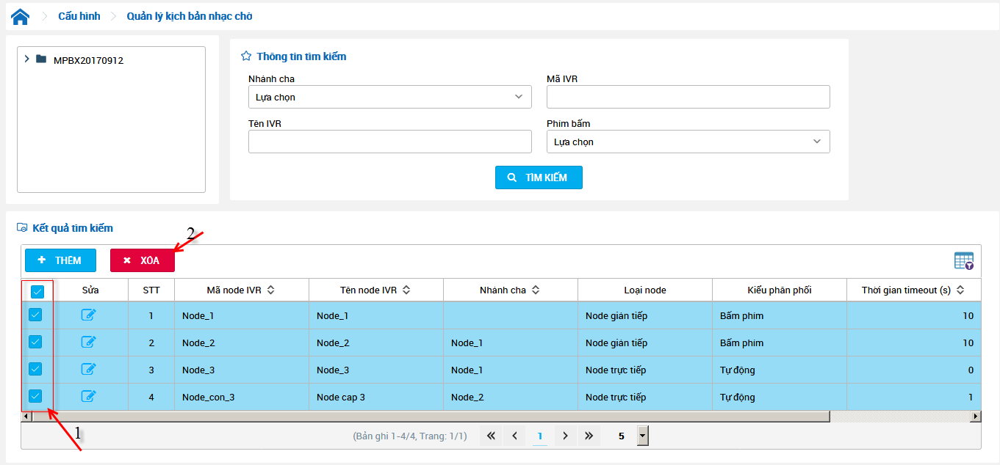 Cấu hình Quản lý kịch bản nhạc chờ
MPBX20170912
Thông tin tìm kiếm
Nhánh cha Mã IVR
Lựa chọn
Tên IVR Phím bấm
Lựa chọn
TÌM KIẾM
Kết quả tìm kiếm
2
THÊM XÓA
Sửa STT Mã node IVR Tên node IVR Nhánh cha Loại node Kiểu phân phối Thời gian timeout (s)
1 Node_1 Node_1 Node gián tiếp Bấm phím 10
2 Node_2 Node_2 Node_1 Node gián tiếp Bấm phím 10
3 Node_3 Node_3 Node_1 Node trực tiếp Tự động 0
4 Node_con_3 Node cap 3 Node_2 Node trực tiếp Tự động 1
1
(Bản ghi 1-4/4, Trang: 1/1) 1 5